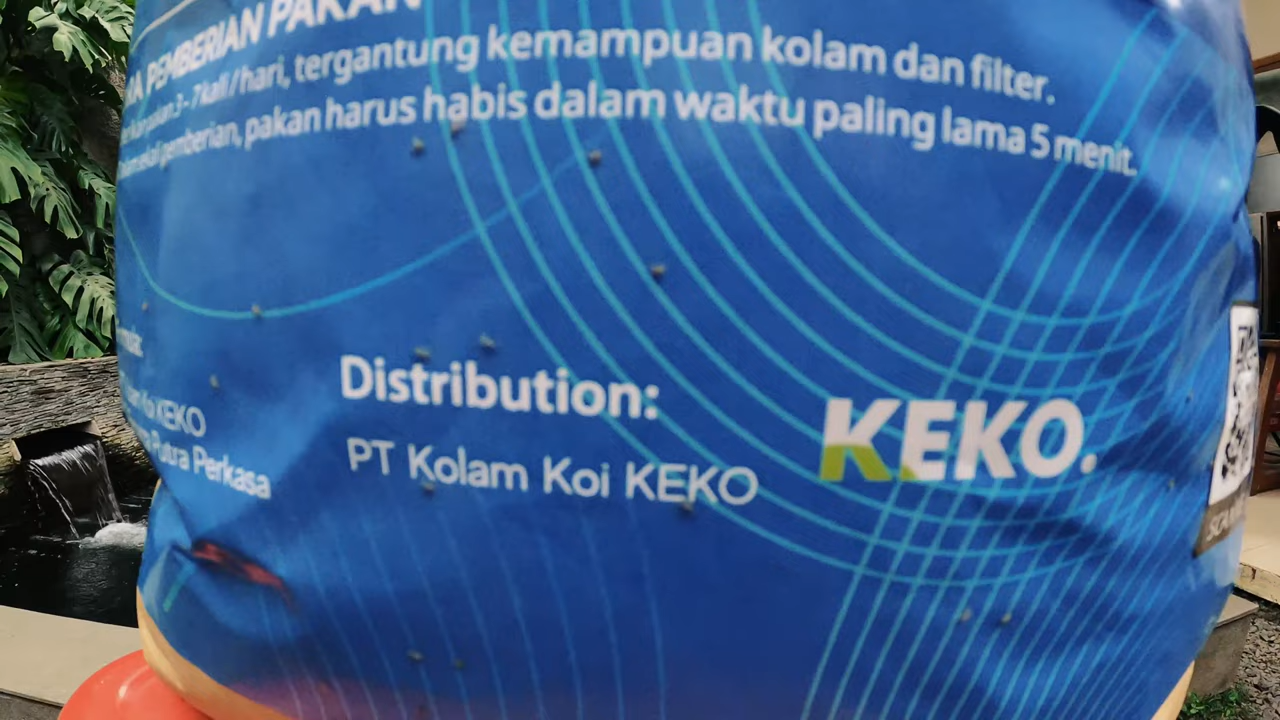 PEMBERIAN PAKAN
pakan 3 - 7 kali / hari, tergantung kemampuan kolam dan filter.
pemberian, pakan harus habis dalam waktu paling lama 5 menit.
Distribution:
KEKO
PT Kolam Koi KEKO
Putra Perkasa
KEKO.